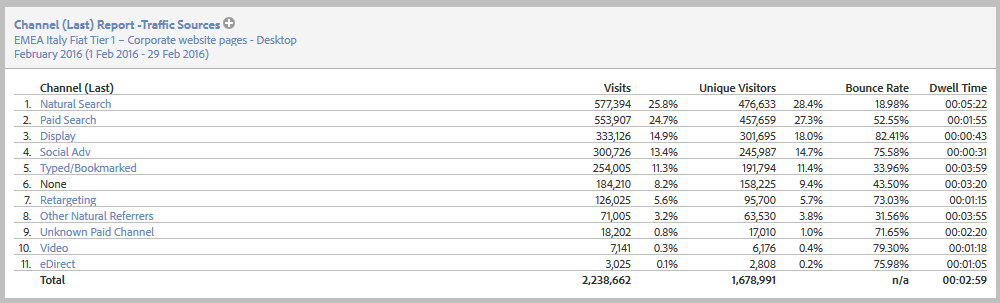 Channel (Last) Report -Traffic Sources
EMEA Italy Fiat Tier 1 – Corporate website pages - Desktop
February 2016 (1 Feb 2016 - 29 Feb 2016)
Channel (Last) Visits Unique Visitors Bounce Rate Dwell Time
1. Natural Search 577,394 25.8% 476,633 28.4% 18.98% 00:05:22
2. Paid Search 553,907 24.7% 457,659 27.3% 52.55% 00:01:55
3. Display 333,126 14.9% 301,695 18.0% 82.41% 00:00:43
4. Social Adv 300,726 13.4% 245,987 14.7% 75.58% 00:00:31
5. Typed/Bookmarked 254,005 11.3% 191,794 11.4% 33.96% 00:03:59
6. None 184,210 8.2% 158,225 9.4% 43.50% 00:03:20
7. Retargeting 126,025 5.6% 95,700 5.7% 73.03% 00:01:15
8. Other Natural Referrers 71,005 3.2% 63,530 3.8% 31.56% 00:03:55
9. Unknown Paid Channel 18,202 0.8% 17,010 1.0% 71.65% 00:02:20
10. Video 7,141 0.3% 6,176 0.4% 79.30% 00:01:18
11. eDirect 3,025 0.1% 2,808 0.2% 75.98% 00:01:05
Total 2,238,662 1,678,991 n/a 00:02:59